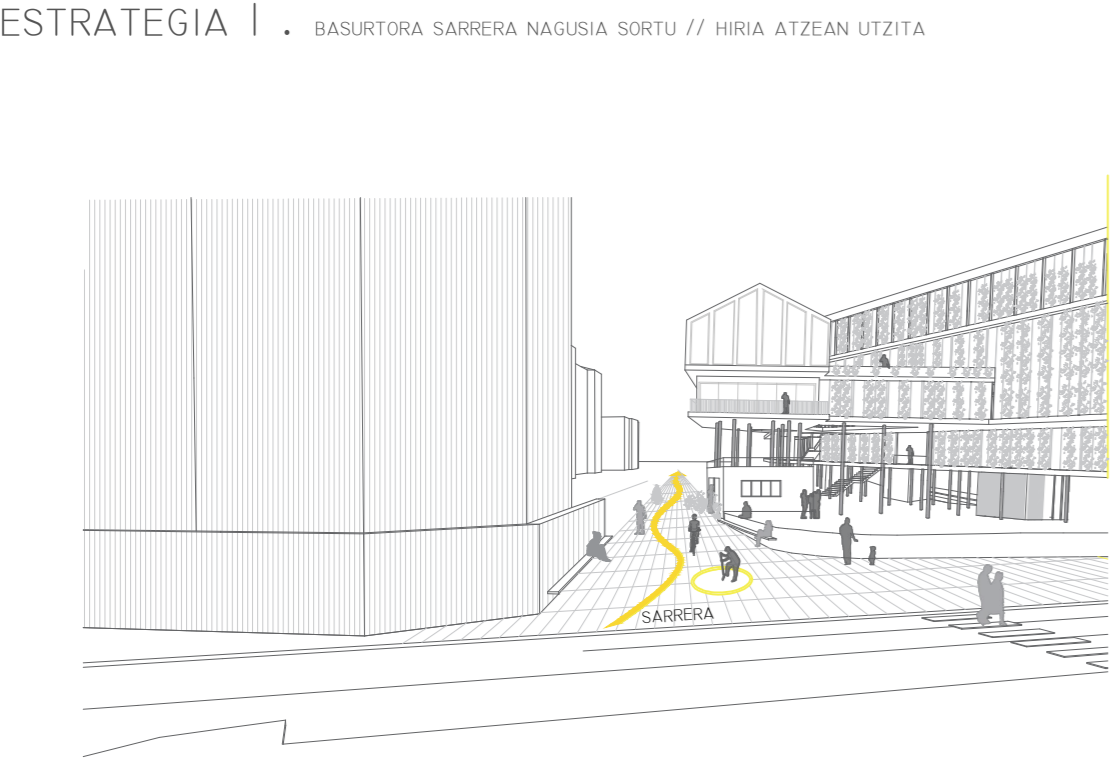 ESTRATEGIA I . BASURTORA SARRERA NAGUSIA SORTU // HIRIA ATZEAN UTZITA
SARRERA